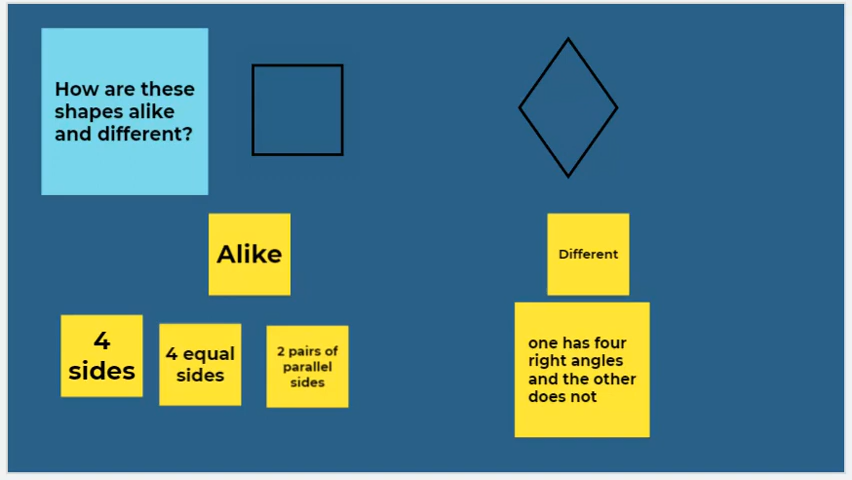 How are these
shapes alike
and different?
Alike
Different
4
sides
4 equal
sides
2 pairs of
parallel
sides
one has four
right angles
and the other
does not